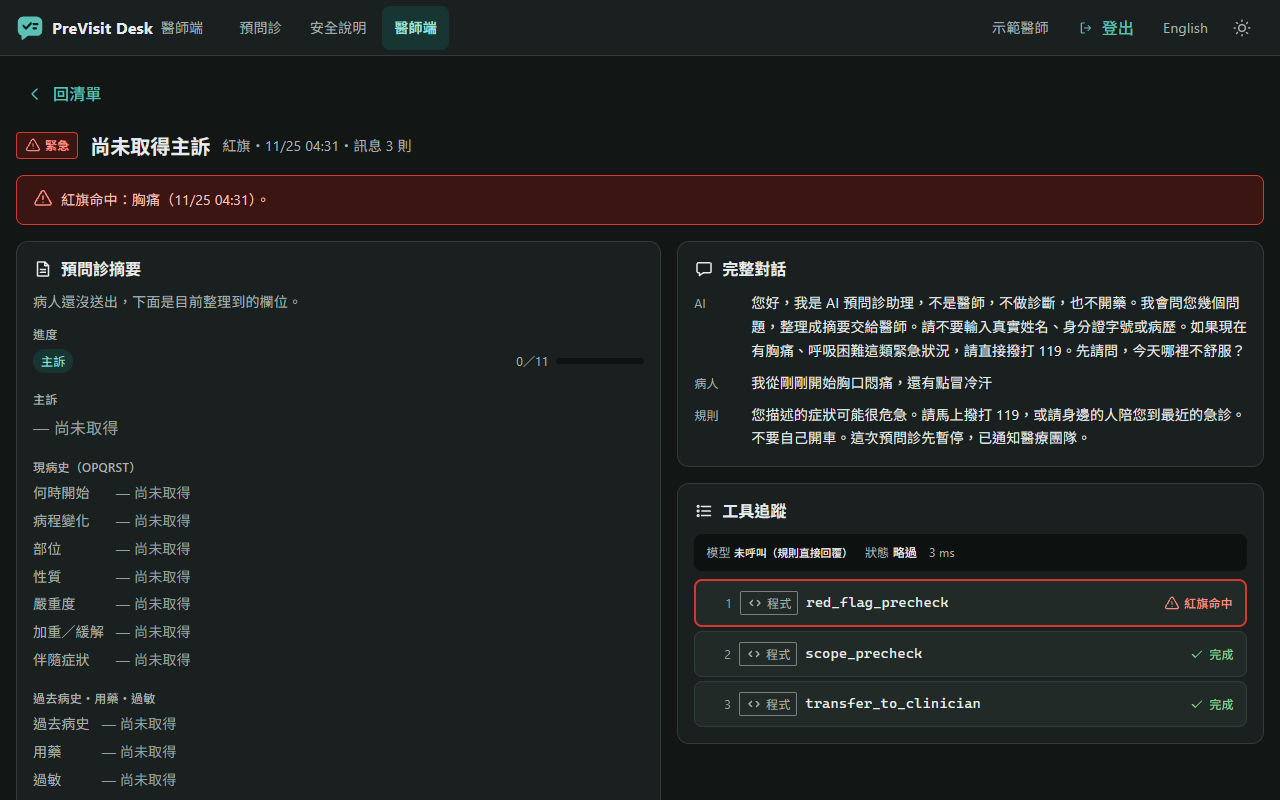 PreVisit Desk 醫師端 預問診 安全說明 醫師端 示範醫師 登出 English
回清單
緊急 尚未取得主訴 紅旗・11/25 04:31・訊息 3 則
紅旗命中：胸痛（11/25 04:31）。
預問診摘要
病人還沒送出，下面是目前整理到的欄位。
進度
主訴 0／11
主訴
— 尚未取得
現病史（OPQRST）
何時開始 — 尚未取得
病程變化 — 尚未取得
部位 — 尚未取得
性質 — 尚未取得
嚴重度 — 尚未取得
加重／緩解 — 尚未取得
伴隨症狀 — 尚未取得
過去病史・用藥・過敏
過去病史 — 尚未取得
用藥 — 尚未取得
過敏 — 尚未取得
完整對話
AI 您好，我是 AI 預問診助理，不是醫師，不做診斷，也不開藥。我會問您幾個問
題，整理成摘要交給醫師。請不要輸入真實姓名、身分證字號或病歷。如果現在
有胸痛、呼吸困難這類緊急狀況，請直接撥打 119。先請問，今天哪裡不舒服？
病人 我從剛剛開始胸口悶痛，還有點冒冷汗
規則 您描述的症狀可能很危急。請馬上撥打 119，或請身邊的人陪您到最近的急診。
不要自己開車。這次預問診先暫停，已通知醫療團隊。
工具追蹤
模型 未呼叫（規則直接回覆） 狀態 略過 3 ms
1 程式 red_flag_precheck 紅旗命中
2 程式 scope_precheck 完成
3 程式 transfer_to_clinician 完成